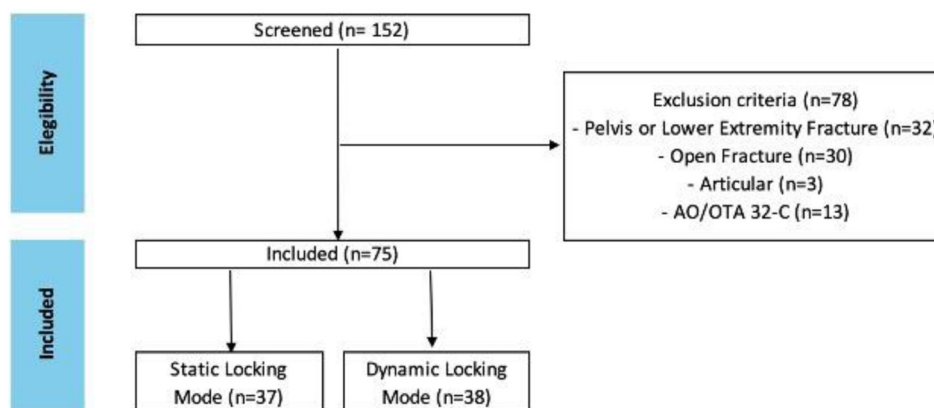 Elegibility
Screened (n= 152)
Exclusion criteria (n=78)
- Pelvis or Lower Extremity Fracture (n=32)
- Open Fracture (n=30)
- Articular (n=3)
- AO/OTA 32-C (n=13)
Included
Included (n=75)
Static Locking
Mode (n=37)
Dynamic Locking
Mode (n=38)